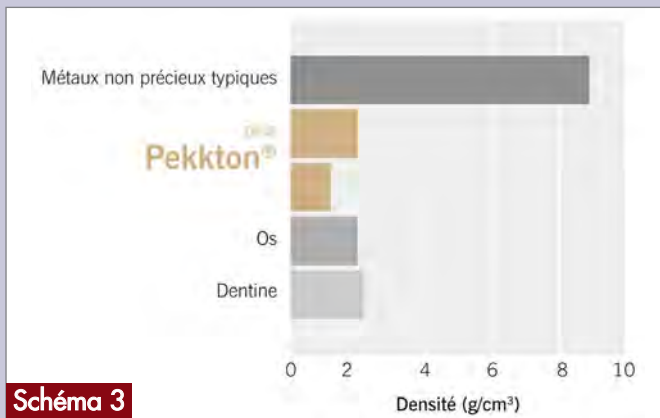 Métaux non précieux typiques
Pekkton®
Os
Dentine
0 2 4 6 8 10
Densité (g/cm³)
Schéma 3